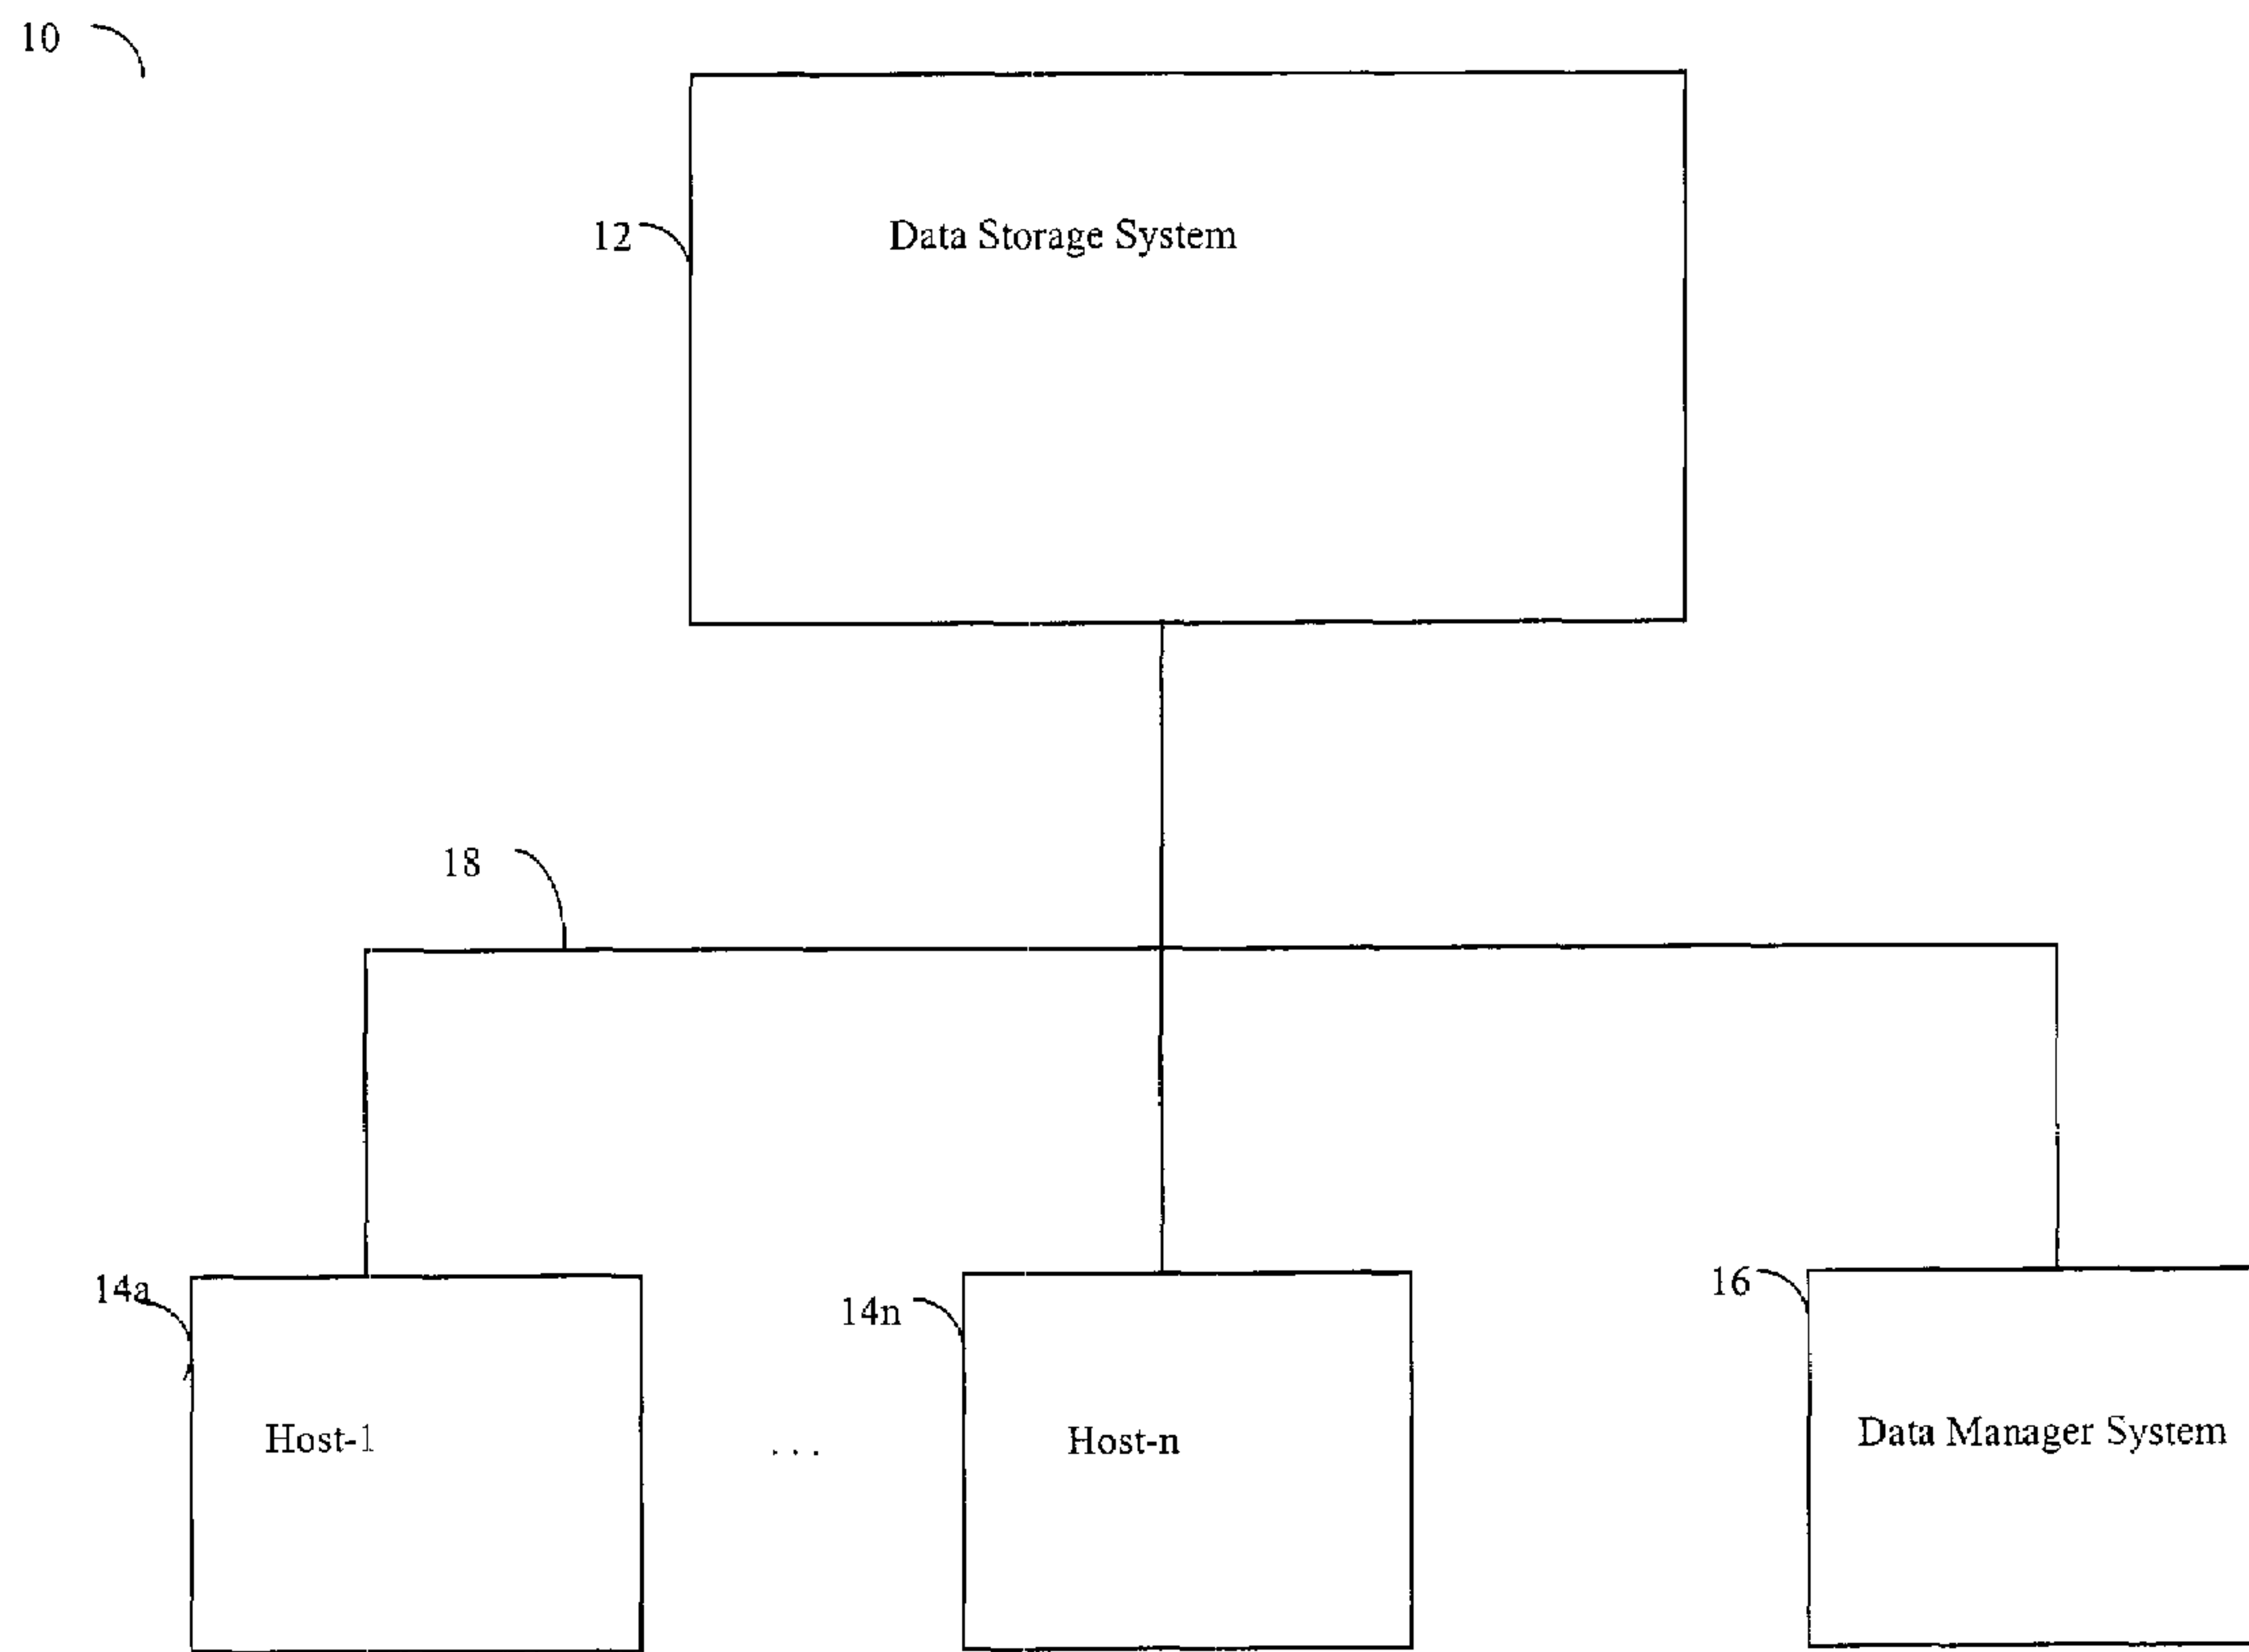 10
12
Data Storage System
18
14a
14n
16
Host-1
...
Host-n
Data Manager System